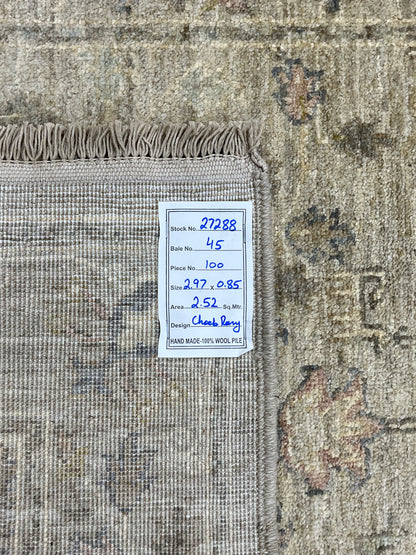 Stock No. 27288
Bale No. 45
Piece No. 100
Size 2.97 x 0.85
Area 2.52 Sq.Mtr.
Design Choeb Rang
HAND MADE-100% WOOL PILE